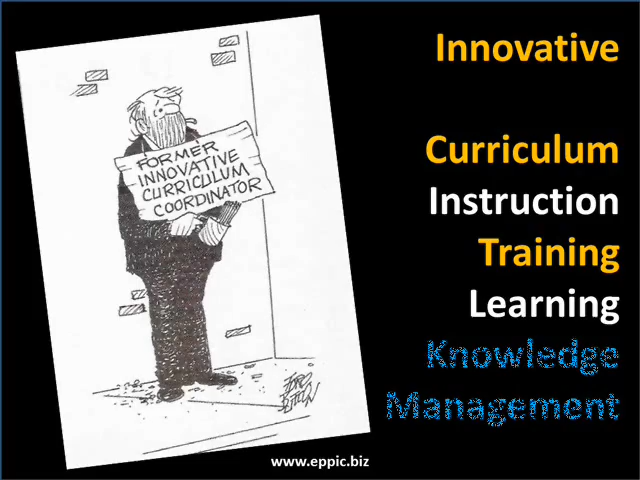 FORMER
INNOVATIVE
CURRICULUM
COORDINATOR
Innovative
Curriculum
Instruction
Training
Learning
Knowledge
Management
www.eppic.biz